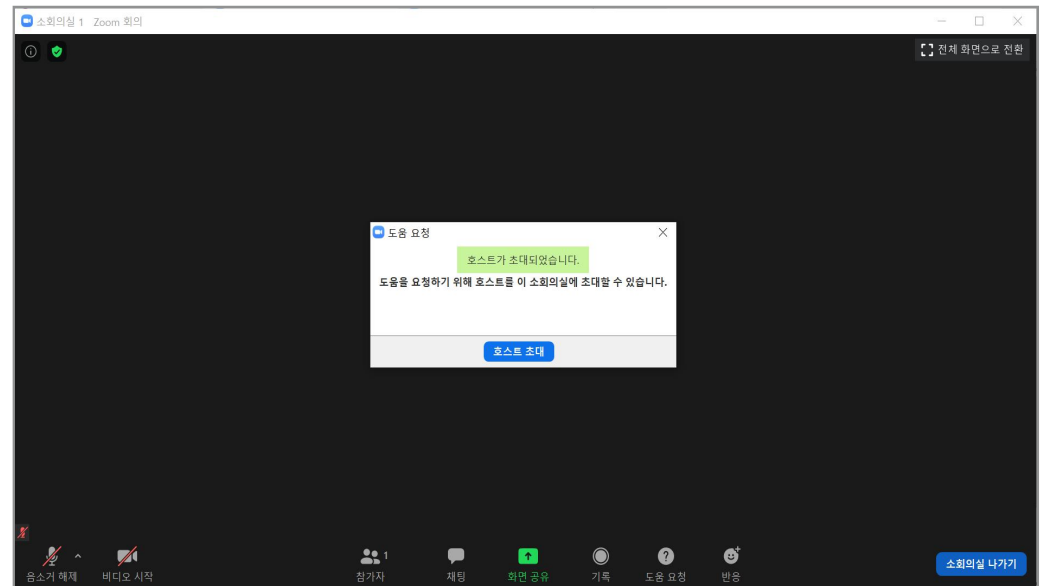 소회의실 1 Zoom 회의
전체 화면으로 전환
도움 요청
호스트가 초대되었습니다.
도움을 요청하기 위해 호스트를 이 소회의실에 초대할 수 있습니다.
호스트 초대
1
음소거 해제 비디오 시작 참가자 채팅 화면 공유 기록 도움 요청 반응 소회의실 나가기